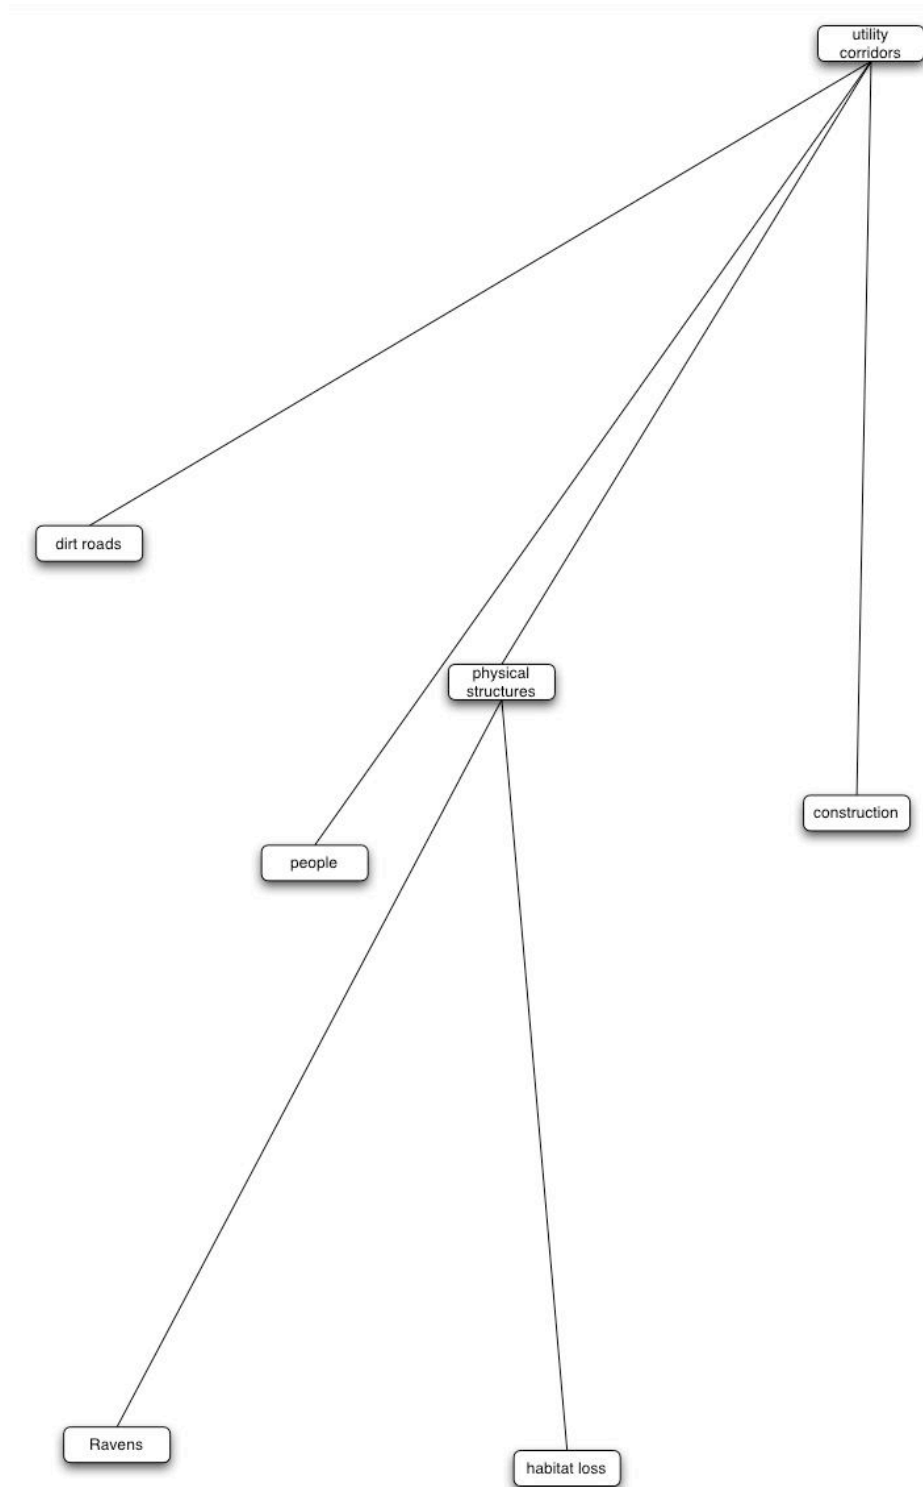 utility
corridors
dirt roads
physical
structures
construction
people
Ravens
habitat loss